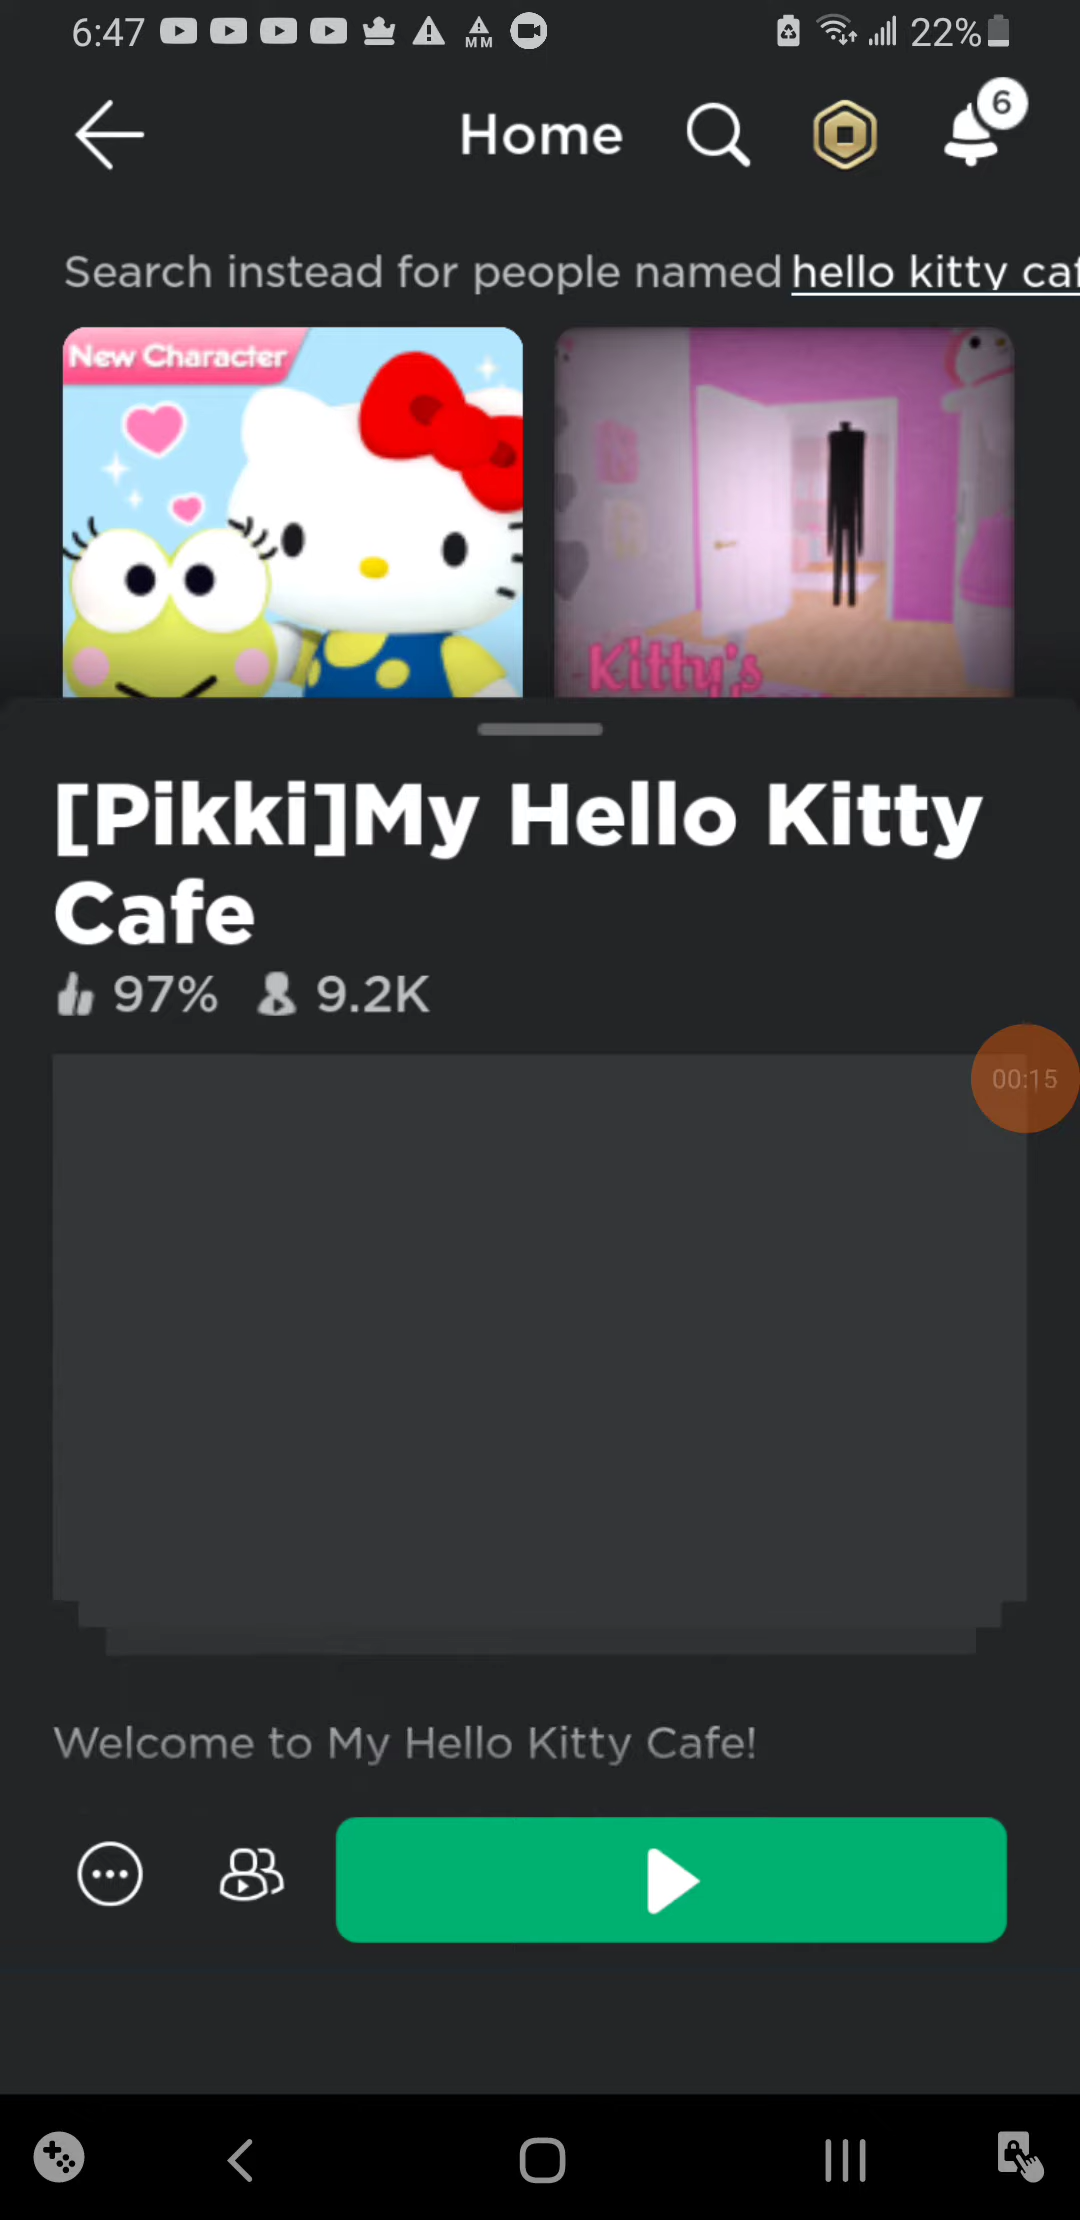 6:47
MM
22%
Home
6
Search instead for people named hello kitty caf
New Character
Kitty's
[Pikki]My Hello Kitty
Cafe
97% 9.2K
00:15
Welcome to My Hello Kitty Cafe!